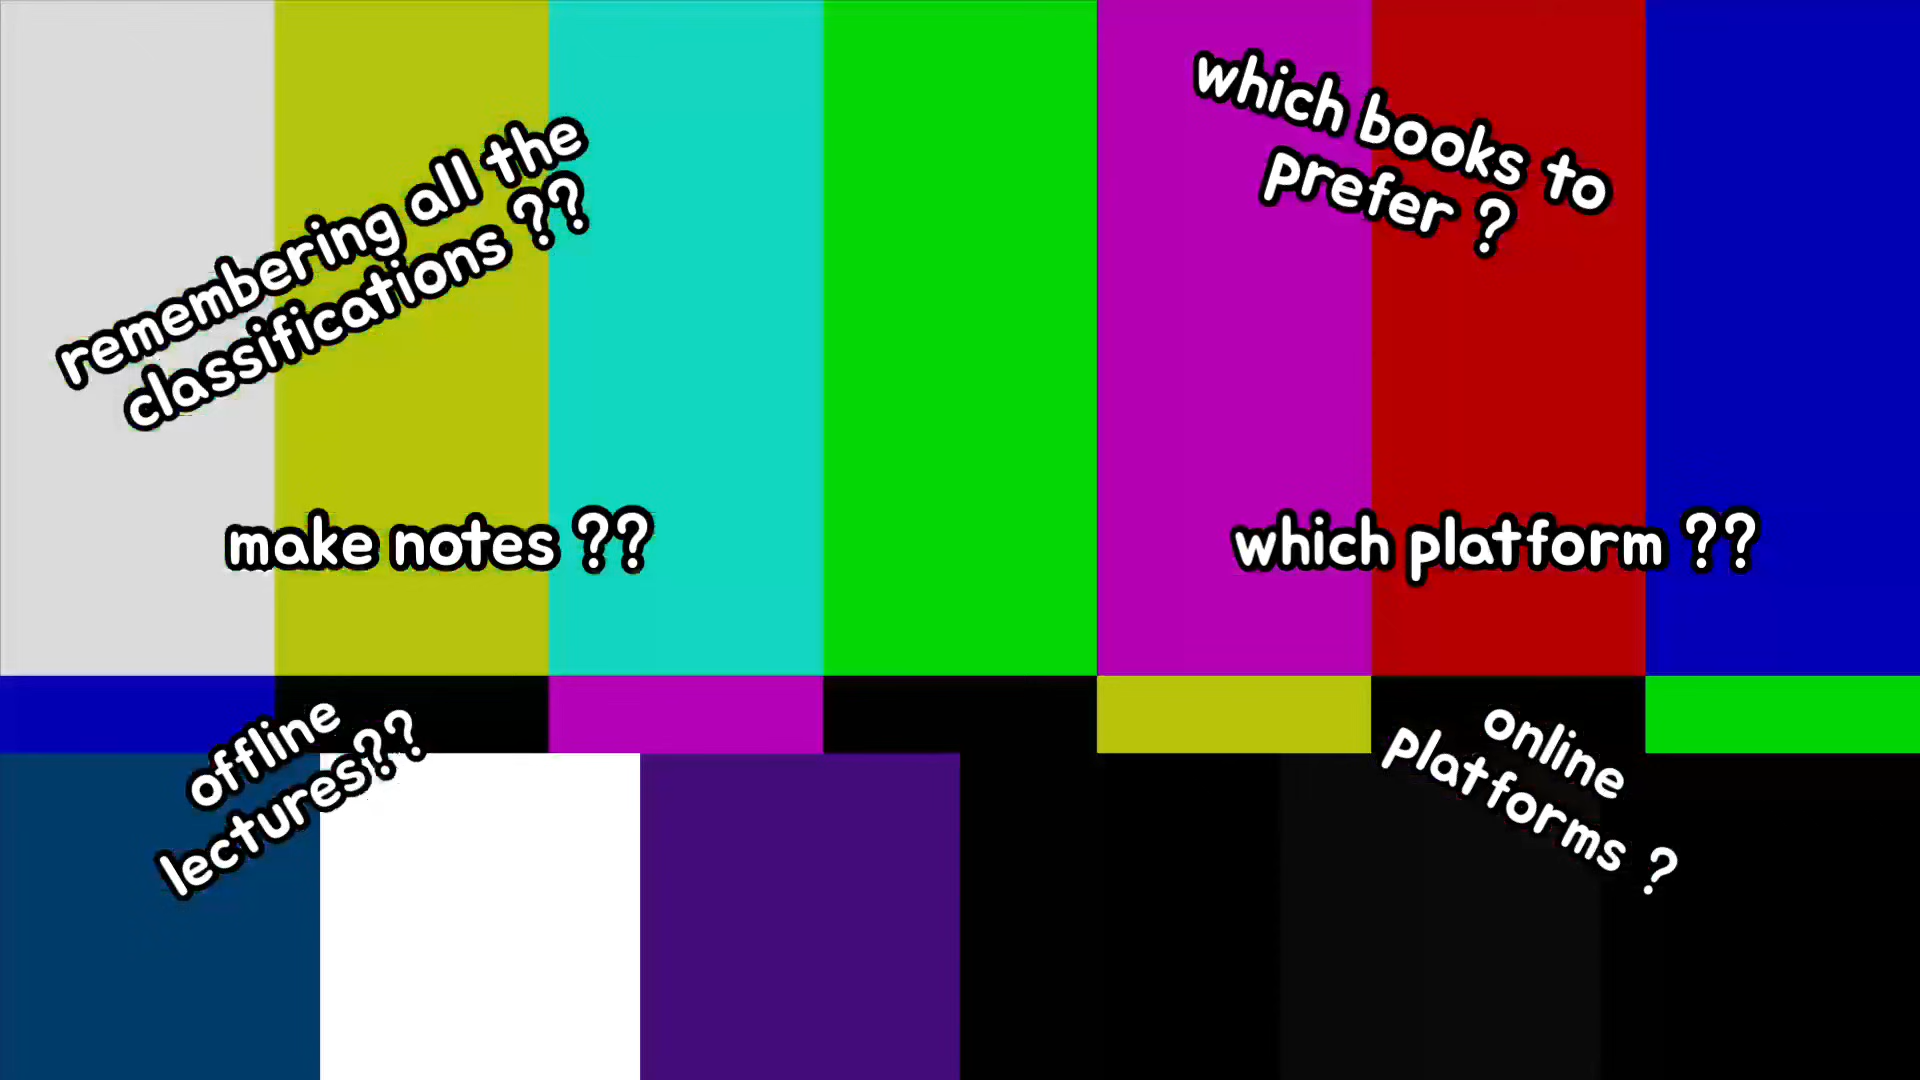 remembering all the
classifications ??
which books to
prefer ?
make notes ??
which platform ??
offline
lectures??
online
platforms ?